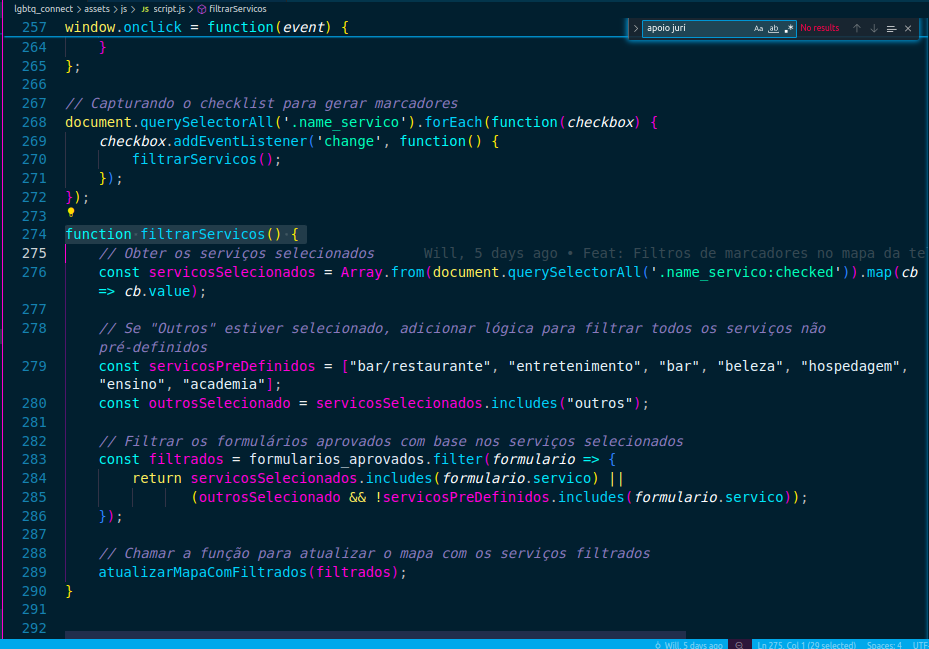 lgbtq_connect > assets > js > JS script.js > filtrarServicos
257 window.onclick = function(event) {
apoio juri Aa ab .* No results
264 }
265 };
266
267 // Capturando o checklist para gerar marcadores
268 document.querySelectorAll('.name_servico').forEach(function(checkbox) {
269 checkbox.addEventListener('change', function() {
270 filtrarServicos();
271 });
272 });
273
274 function filtrarServicos() {
275 // Obter os serviços selecionados Will, 5 days ago • Feat: Filtros de marcadores no mapa da te
276 const servicosSelecionados = Array.from(document.querySelectorAll('.name_servico:checked')).map(cb
=> cb.value);
277
278 // Se "Outros" estiver selecionado, adicionar lógica para filtrar todos os serviços não
pré-definidos
279 const servicosPreDefinidos = ["bar/restaurante", "entretenimento", "bar", "beleza", "hospedagem",
"ensino", "academia"];
280 const outrosSelecionado = servicosSelecionados.includes("outros");
281
282 // Filtrar os formulários aprovados com base nos serviços selecionados
283 const filtrados = formularios_aprovados.filter(formulario => {
284 return servicosSelecionados.includes(formulario.servico) ||
285 (outrosSelecionado && !servicosPreDefinidos.includes(formulario.servico));
286 });
287
288 // Chamar a função para atualizar o mapa com os serviços filtrados
289 atualizarMapaComFiltrados(filtrados);
290 }
291
292
Will, 5 days ago Ln 275, Col 1 (29 selected) Spaces: 4 UTF